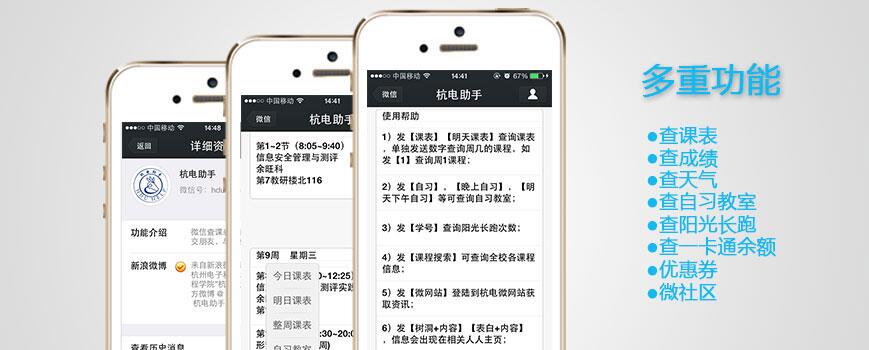 中国移动 14:48
返回 详细资
杭电助手
微信号：hdu
功能介绍 微信查课
交朋友，
新浪微博 来自新浪
杭州电子科
程学院"杭
方微博@
杭电助手
查看历史消息
中国移动 14:41
微信 杭电助手
第1~2节（8:05~9:40）
信息安全管理与测评
余旺科
第7教研楼北116
第9周 星期三
今日课表
明日课表
整周课表
自习教室
中国移动 14:41 67%
微信 杭电助手
使用帮助
1）发【课表】【明天课表】查询课表
，单独发送数字查询周几的课程，如
发【1】查询周1课程；
2）发【自习】，【晚上自习】，【明
天下午自习】等可查询自习教室；
3）发【学号】查询阳光长跑次数；
4）发【课程搜索】可查询全校各课程
信息；
5）发【微网站】登陆到杭电微网站获
取资讯；
6）发【树洞+内容】【表白+内容】
，信息会出现在相关人人主页；
多重功能
●查课表
●查成绩
●查天气
●查自习教室
●查阳光长跑
●查一卡通余额
●优惠券
●微社区